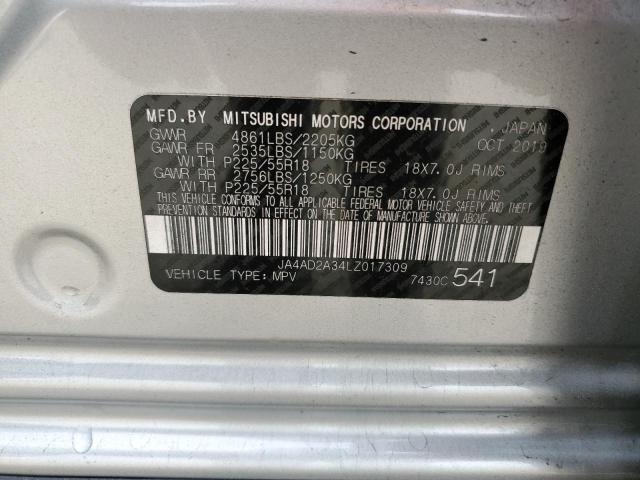 MFD.BY MITSUBISHI MOTORS CORPORATION , JAPAN
GVWR 4861LBS/2205KG OCT 2019
GAWR FR 2535LBS/1150KG
WITH P225/55R18 TIRES 18X7.0J RIMS
GAWR RR 2756LBS/1250KG
WITH P225/55R18 TIRES 18X7.0J RIMS
THIS VEHICLE CONFORMS TO ALL APPLICABLE FEDERAL MOTOR VEHICLE SAFETY AND THEFT
PREVENTION STANDARDS IN EFFECT ON THE DATE OF MANUFACTURE SHOWN ABOVE.
JA4AD2A34LZ017309
VEHICLE TYPE: MPV 7430C 541